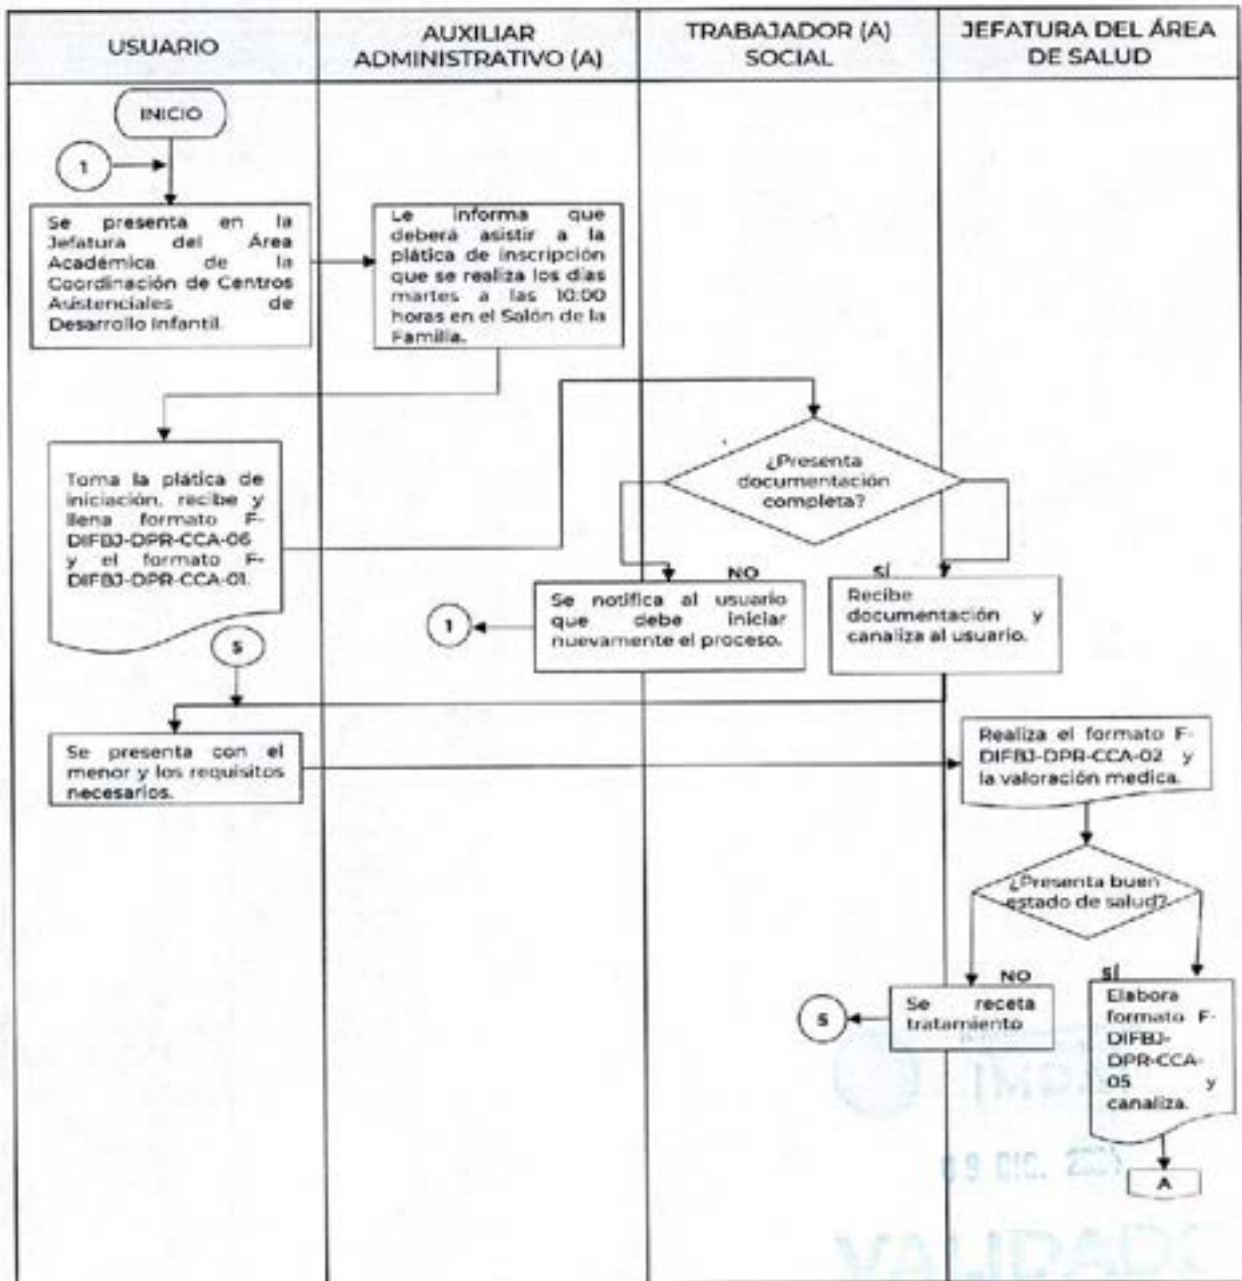 USUARIO
AUXILIAR
ADMINISTRATIVO (A)
TRABAJADOR (A)
SOCIAL
JEFATURA DEL ÁREA
DE SALUD
INICIO
1
Se presenta en la
Jefatura del Área
Académica de la
Coordinación de Centros
Asistenciales de
Desarrollo Infantil.
Le informa que
deberá asistir a la
plática de inscripción
que se realiza los días
martes a las 10:00
horas en el Salón de la
Familia.
Toma la plática de
iniciación, recibe y
llena formato F-
DIFBJ-DPR-CCA-06
y el formato F-
DIFBJ-DPR-CCA-01.
¿Presenta
documentación
completa?
NO
SÍ
Se notifica al usuario
que debe iniciar
nuevamente el proceso.
1
Recibe
documentación y
canaliza al usuario.
5
Se presenta con el
menor y los requisitos
necesarios.
Realiza el formato F-
DIFBJ-DPR-CCA-02 y
la valoración medica.
¿Presenta buen
estado de salud?
NO
SÍ
Se receta
tratamiento
5
Elabora
formato F-
DIFBJ-
DPR-CCA-
05 y
canaliza.
A
09 DIC.
VALIDADO